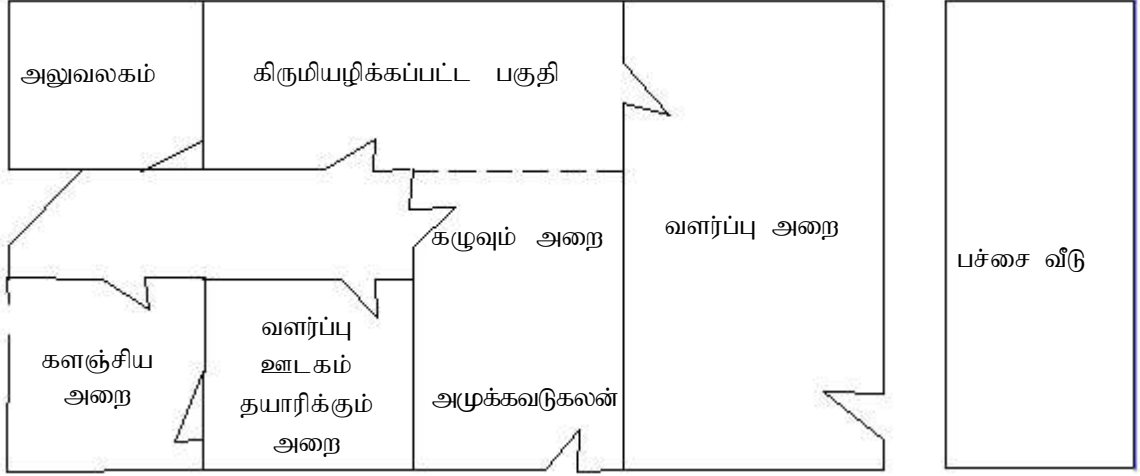 அலுவலகம்
கிருமியழிக்கப்பட்ட பகுதி
கழுவும் அறை
வளர்ப்பு அறை
பச்சை வீடு
களஞ்சிய
அறை
வளர்ப்பு
ஊடகம்
தயாரிக்கும்
அறை
அமுக்கவடுகலன்